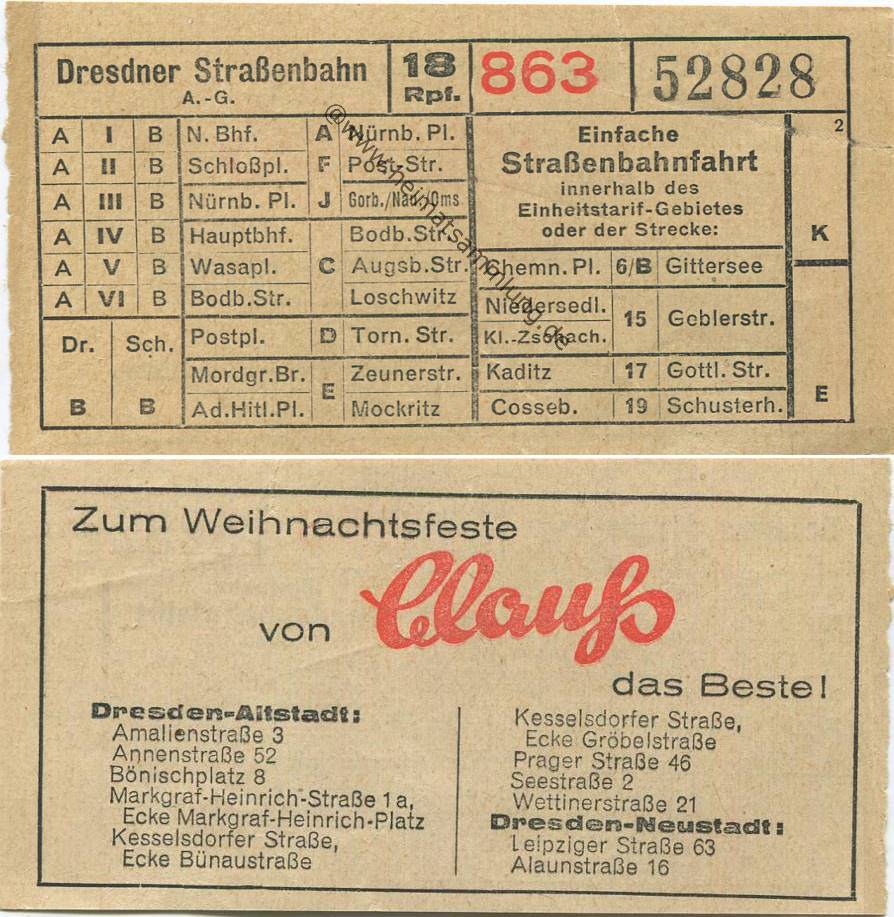 Dresdner Straßenbahn
A.-G.
18
Rpf.
863
52828
A I B
A II B
A III B
A IV B
A V B
A VI B
Dr. Sch.
B B
N. Bhf. A Nürnb. Pl.
Schloßpl. F Post-Str.
Nürnb. Pl. J Gorb./Naußl./Oms
Hauptbhf. Bodb.Str.
Wasapl. C Augsb.Str.
Bodb.Str. Loschwitz
Postpl. D Torn. Str.
Mordgr.Br. Zeunerstr.
E
Ad.Hitl.Pl. Mockritz
Einfache
Straßenbahnfahrt
innerhalb des
Einheitstarif-Gebietes
oder der Strecke:
Chemn. Pl. 6/B Gittersee
Niedersedl.
15 Geblerstr.
Kl.-Zschach.
Kaditz 17 Gottl. Str.
Cosseb. 19 Schusterh.
2
K
E
@www.heimatsammlung.de
Zum Weihnachtsfeste
von Clauß
das Beste!
Dresden-Altstadt:
Amalienstraße 3
Annenstraße 52
Bönischplatz 8
Markgraf-Heinrich-Straße 1a,
Ecke Markgraf-Heinrich-Platz
Kesselsdorfer Straße,
Ecke Bünaustraße
Kesselsdorfer Straße,
Ecke Gröbelstraße
Prager Straße 46
Seestraße 2
Wettinerstraße 21
Dresden-Neustadt:
Leipziger Straße 63
Alaunstraße 16